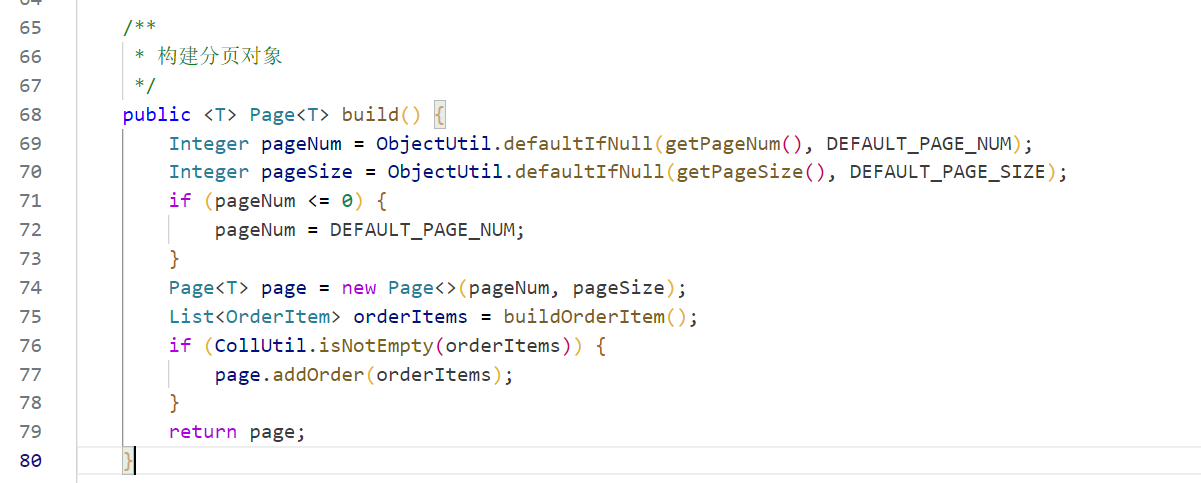 65 /**
66 * 构建分页对象
67 */
68 public <T> Page<T> build() {
69 Integer pageNum = ObjectUtil.defaultIfNull(getPageNum(), DEFAULT_PAGE_NUM);
70 Integer pageSize = ObjectUtil.defaultIfNull(getPageSize(), DEFAULT_PAGE_SIZE);
71 if (pageNum <= 0) {
72 pageNum = DEFAULT_PAGE_NUM;
73 }
74 Page<T> page = new Page<>(pageNum, pageSize);
75 List<OrderItem> orderItems = buildOrderItem();
76 if (CollUtil.isNotEmpty(orderItems)) {
77 page.addOrder(orderItems);
78 }
79 return page;
80 }